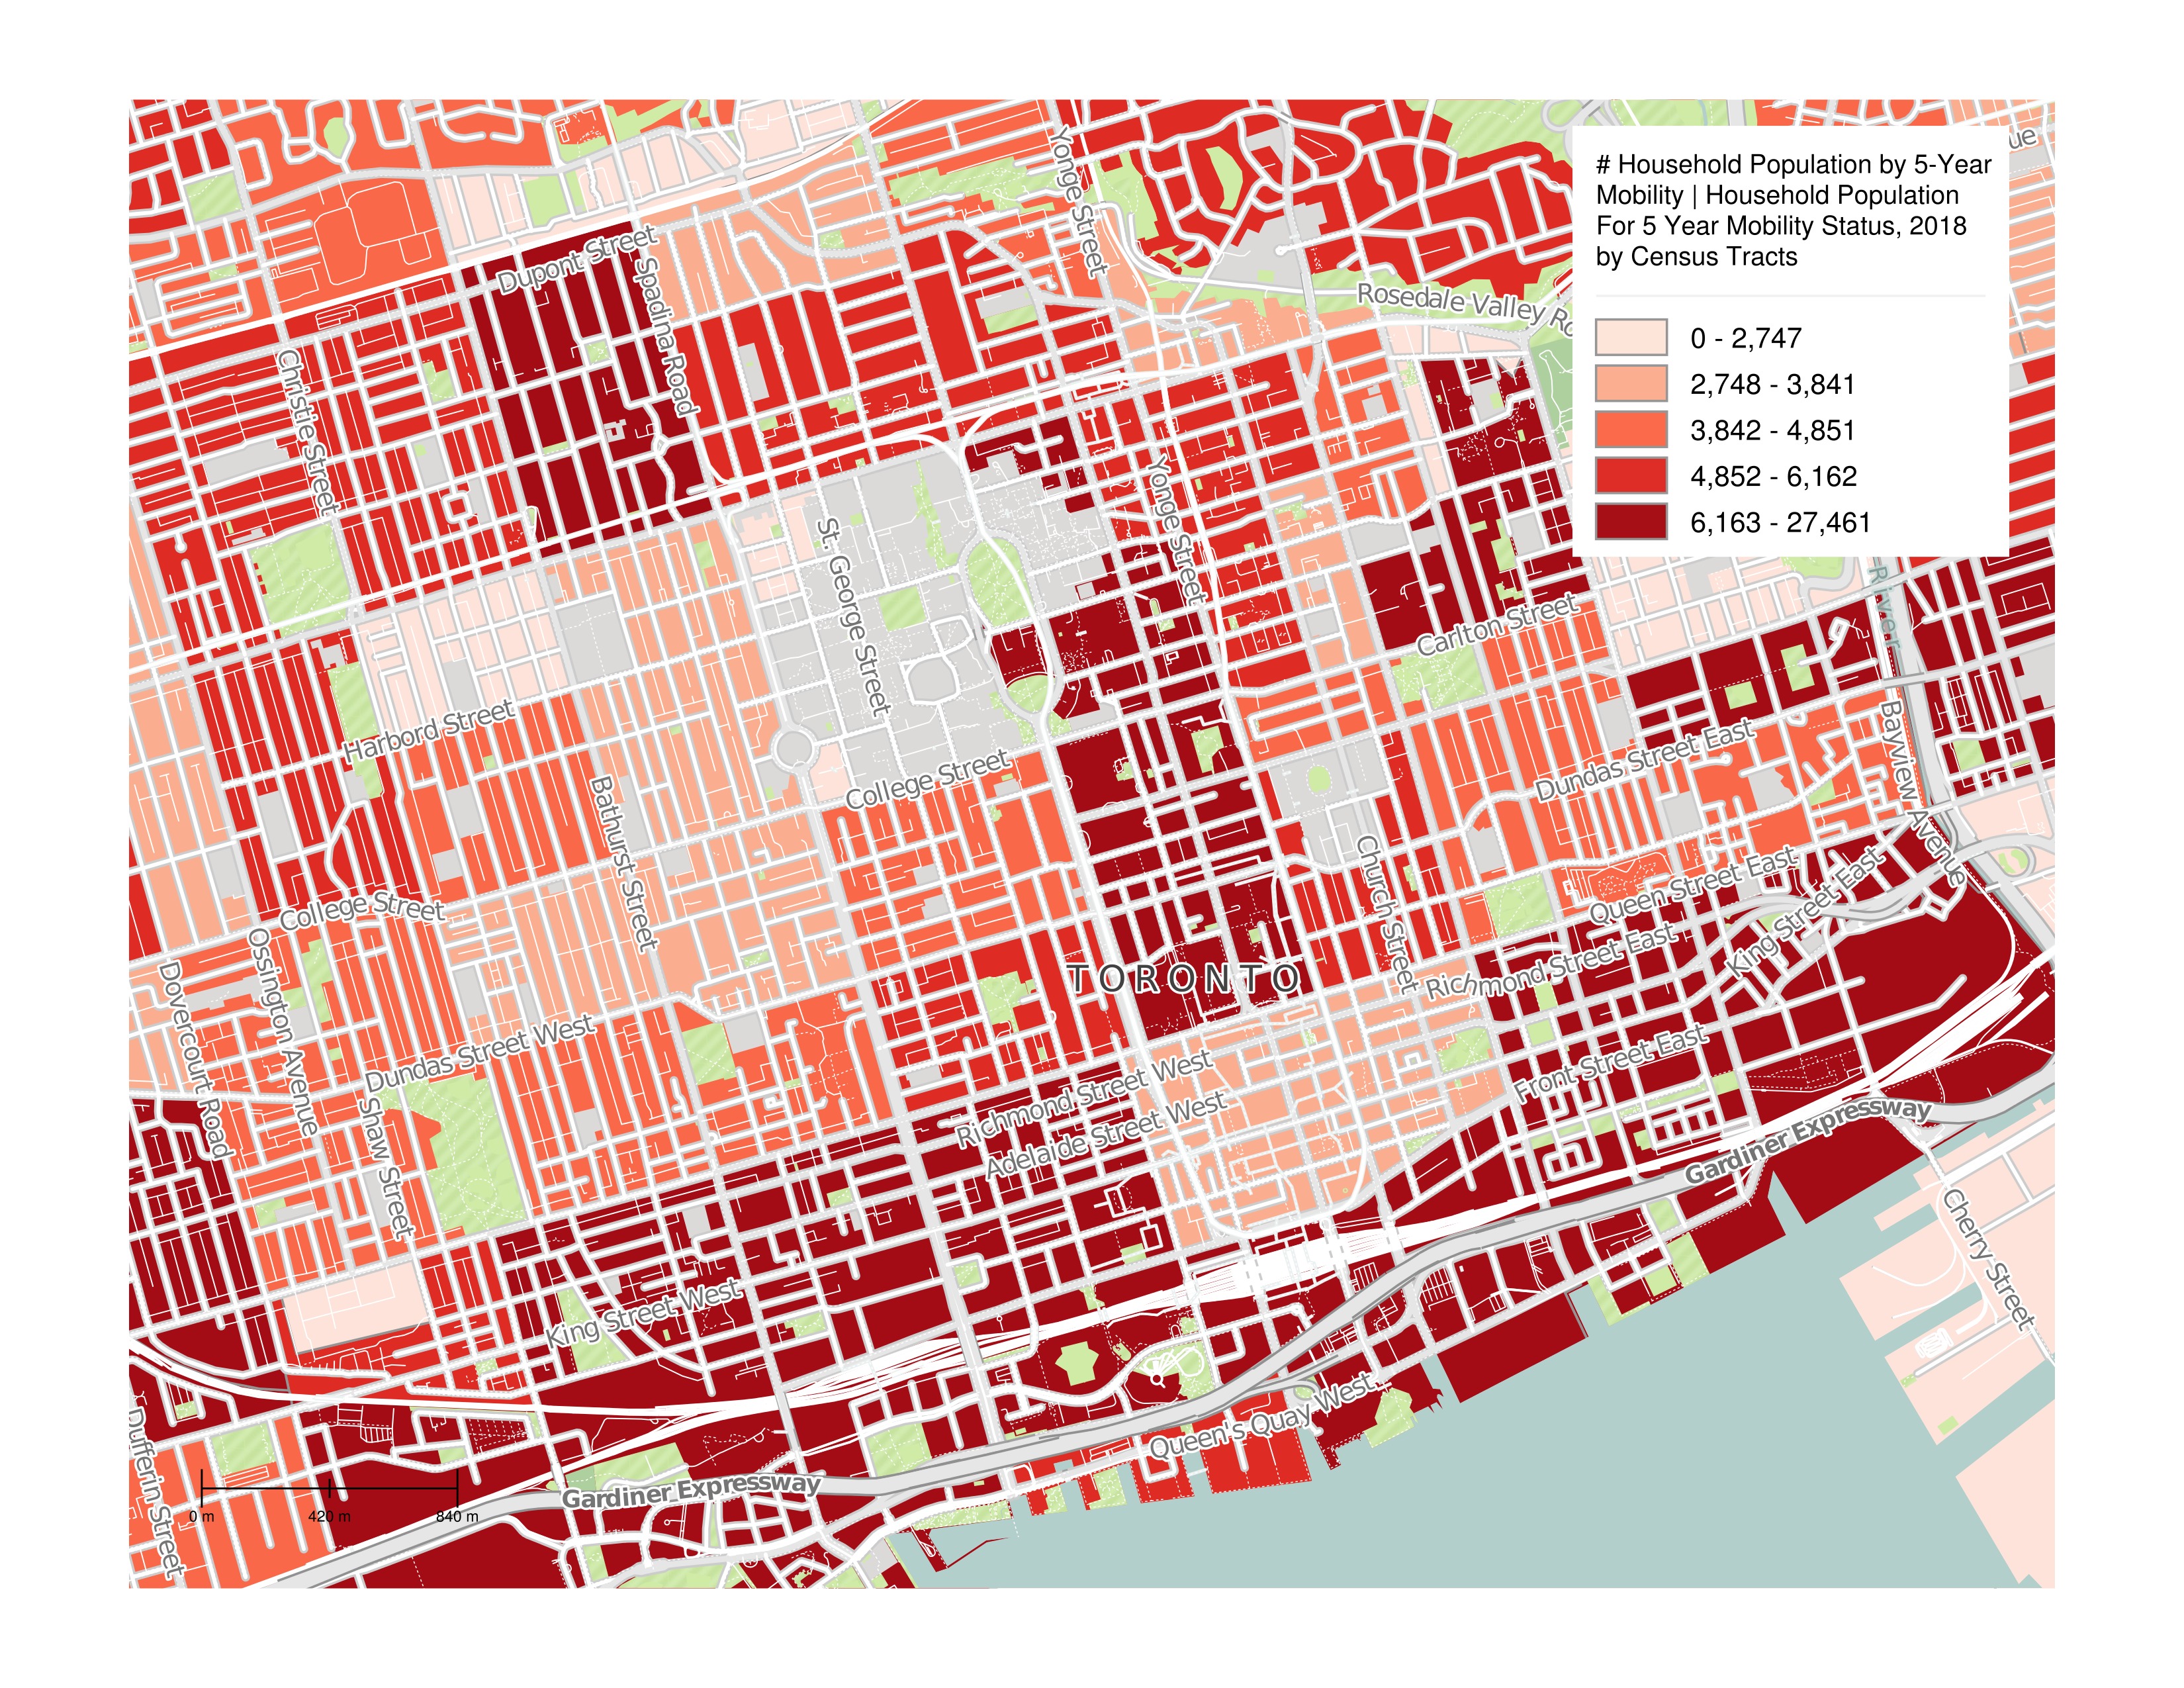 # Household Population by 5-Year
Mobility | Household Population
For 5 Year Mobility Status, 2018
by Census Tracts
0 - 2,747
2,748 - 3,841
3,842 - 4,851
4,852 - 6,162
6,163 - 27,461
ue
Yonge Street
Dupont Street
Spadina Road
Rosedale Valley
Christie Street
Yonge Street
St. George Street
River
Carlton Street
Harbord Street
College Street
Bathurst Street
Dundas Street East
Bayview Avenue
Church Street
Queen Street East
King Street East
College Street
Ossington Avenue
TORONTO
Richmond Street East
Dovercourt Road
Dundas Street West
Shaw Street
Richmond Street West
Adelaide Street West
Front Street East
Gardiner Expressway
Cherry Street
King Street West
Queen's Quay West
Dufferin Street
Gardiner Expressway
0 m 420 m 840 m